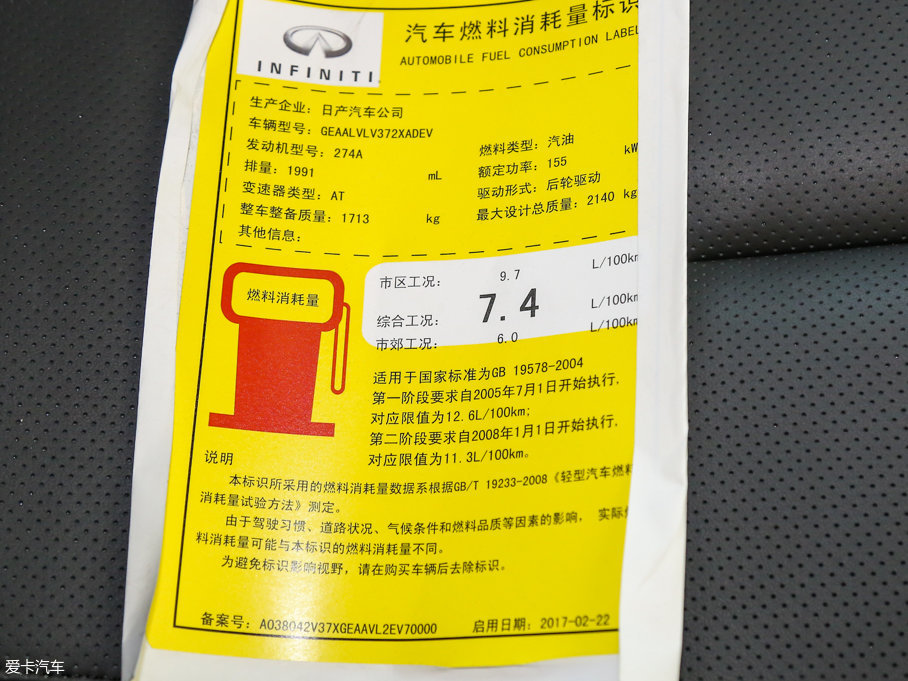 INFINITI
汽车燃料消耗量标识
AUTOMOBILE FUEL CONSUMPTION LABEL
生产企业: 日产汽车公司
车辆型号: GEAALVLV372XADEV
发动机型号: 274A
燃料类型: 汽油
排量: 1991 mL
额定功率: 155 kW
变速器类型: AT
驱动形式: 后轮驱动
整车整备质量: 1713 kg
最大设计总质量: 2140 kg
其他信息:
燃料消耗量
市区工况: 9.7 L/100km
综合工况: 7.4 L/100km
市郊工况: 6.0 L/100km
适用于国家标准为GB 19578-2004
第一阶段要求自2005年7月1日开始执行,
对应限值为12.6L/100km;
第二阶段要求自2008年1月1日开始执行,
对应限值为11.3L/100km。
说明
本标识所采用的燃料消耗量数据系根据GB/T 19233-2008《轻型汽车燃料
消耗量试验方法》测定。
由于驾驶习惯、道路状况、气候条件和燃料品质等因素的影响, 实际
料消耗量可能与本标识的燃料消耗量不同。
为避免标识影响视野,请在购买车辆后去除标识。
备案号: A038042V37XGEAAVL2EV70000
启用日期: 2017-02-22
爱卡汽车